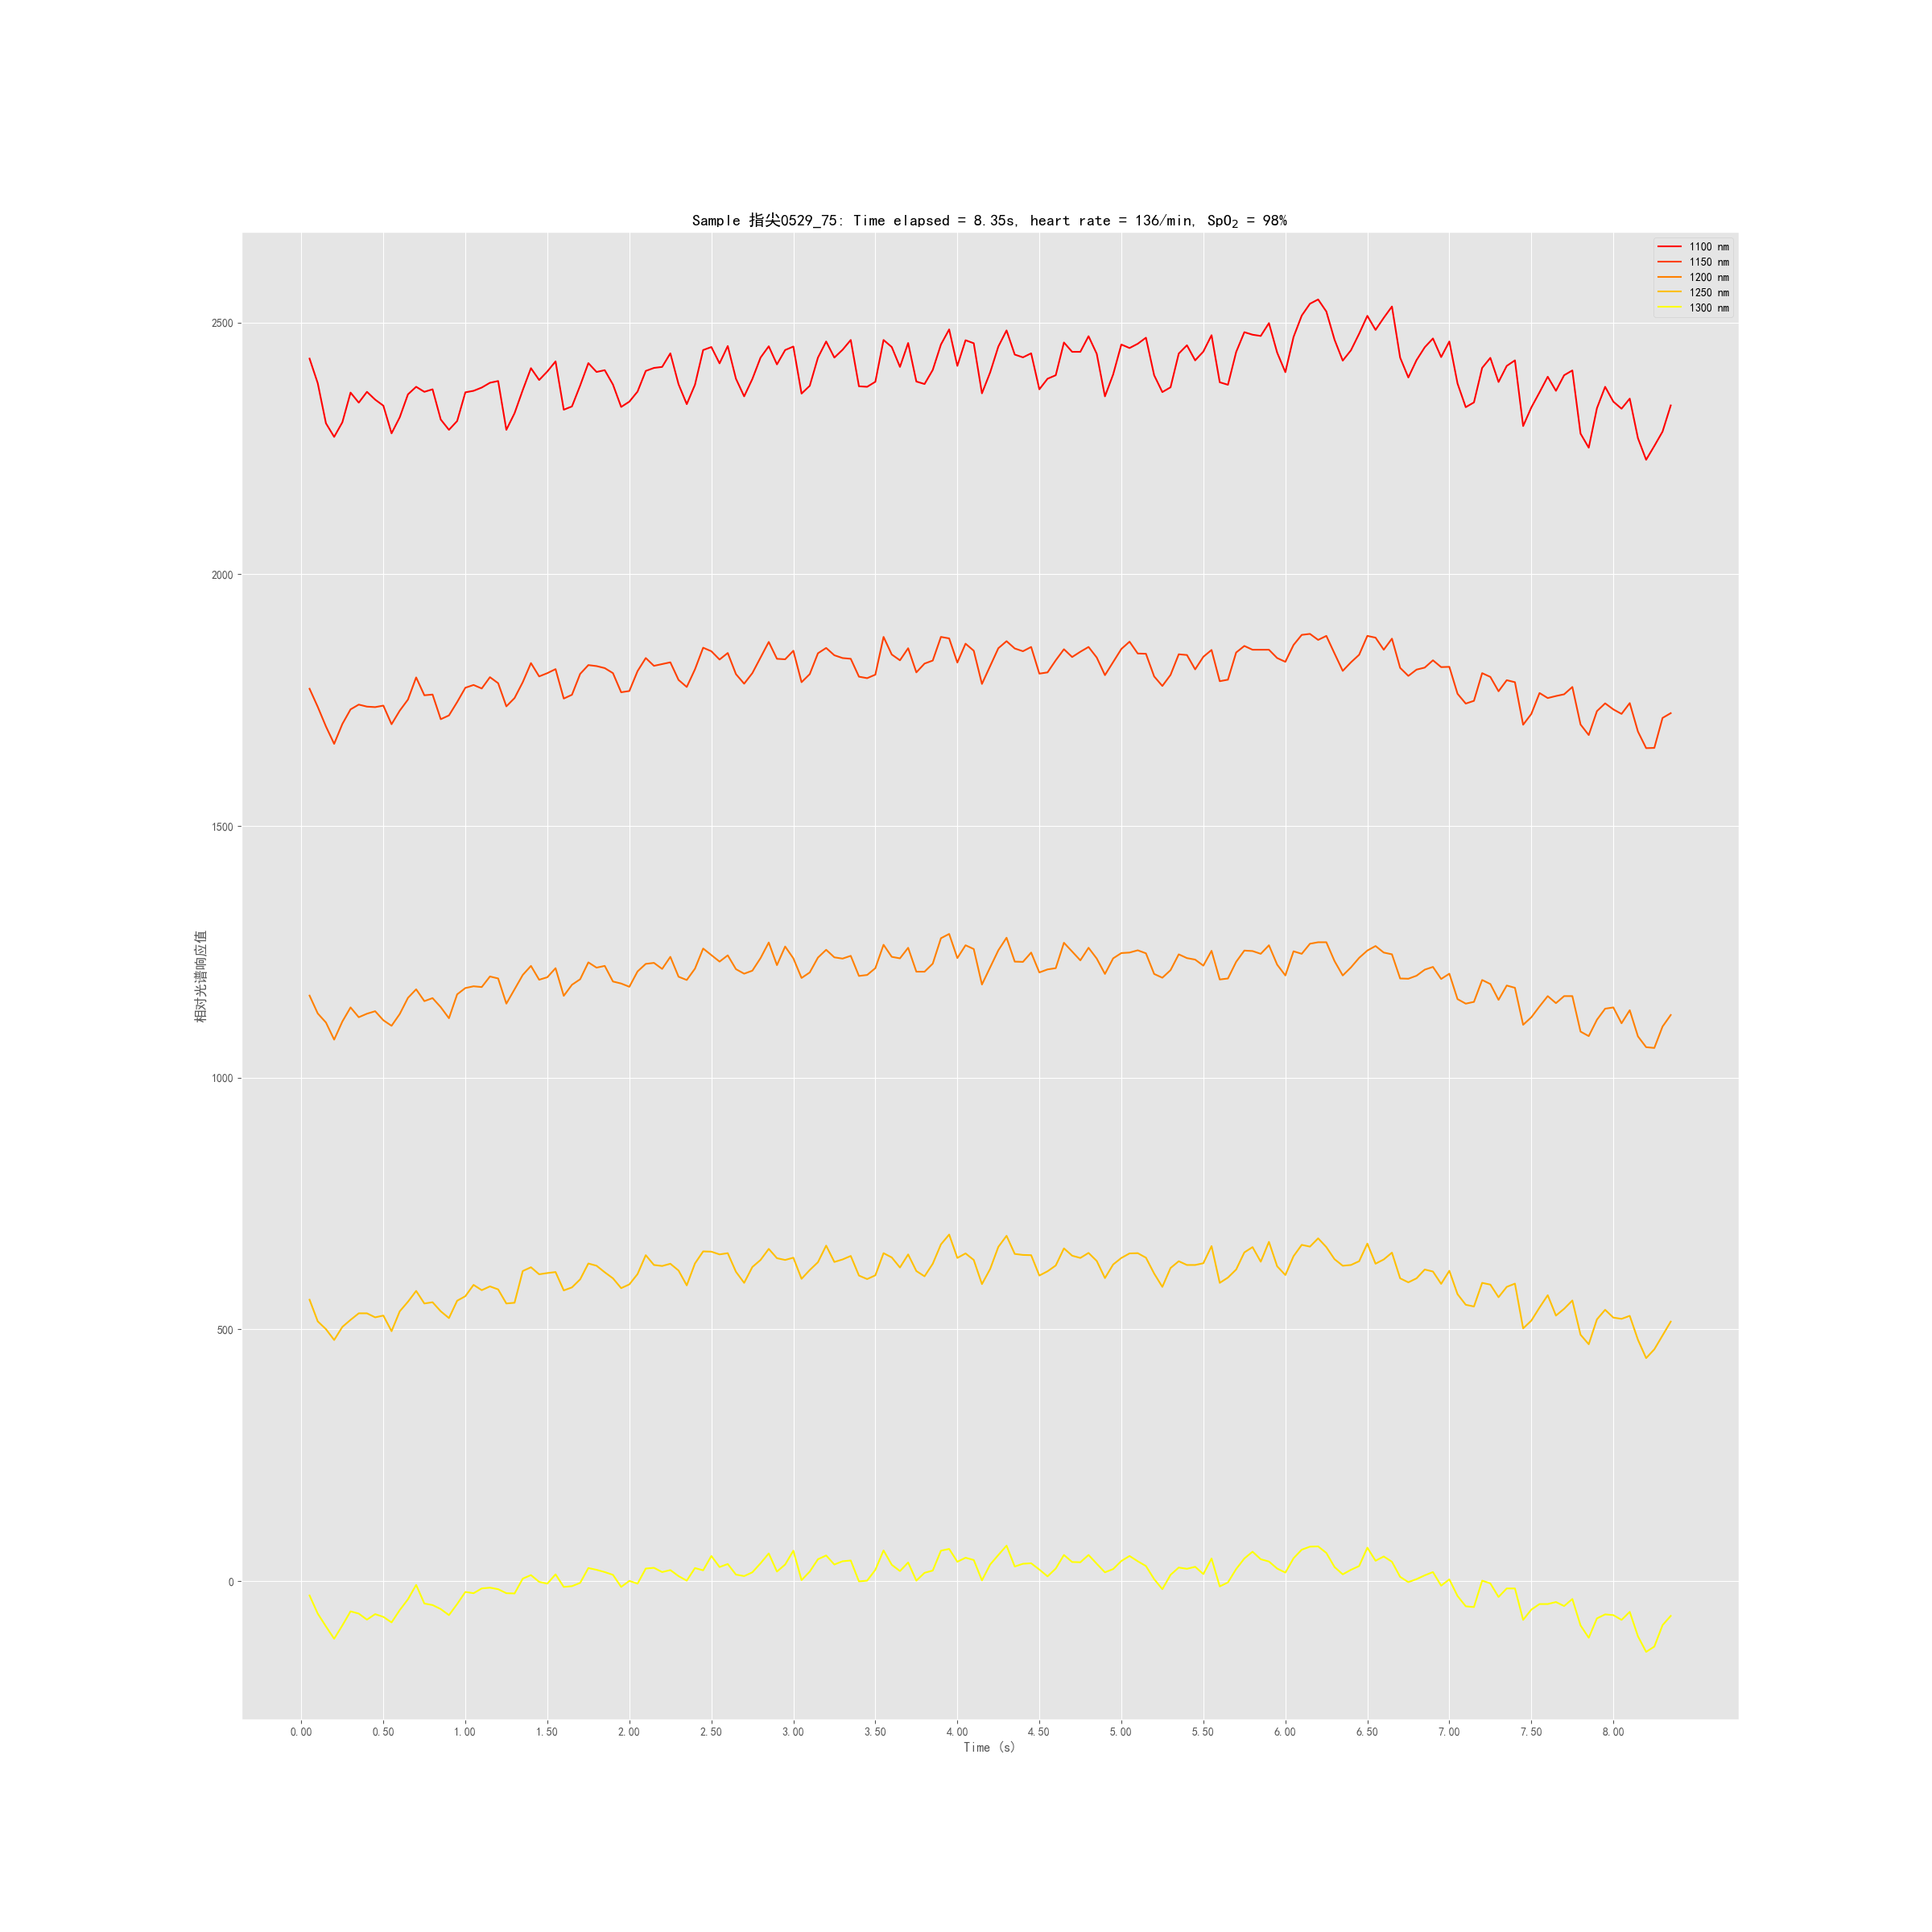 Sample 指尖0529_75: Time elapsed = 8.35s, heart rate = 136/min, SpO₂ = 98%
1100 nm
1150 nm
1200 nm
1250 nm
1300 nm
2500
2000
1500
1000
500
0
相对光谱响应值
0.00 0.50 1.00 1.50 2.00 2.50 3.00 3.50 4.00 4.50 5.00 5.50 6.00 6.50 7.00 7.50 8.00
Time (s)